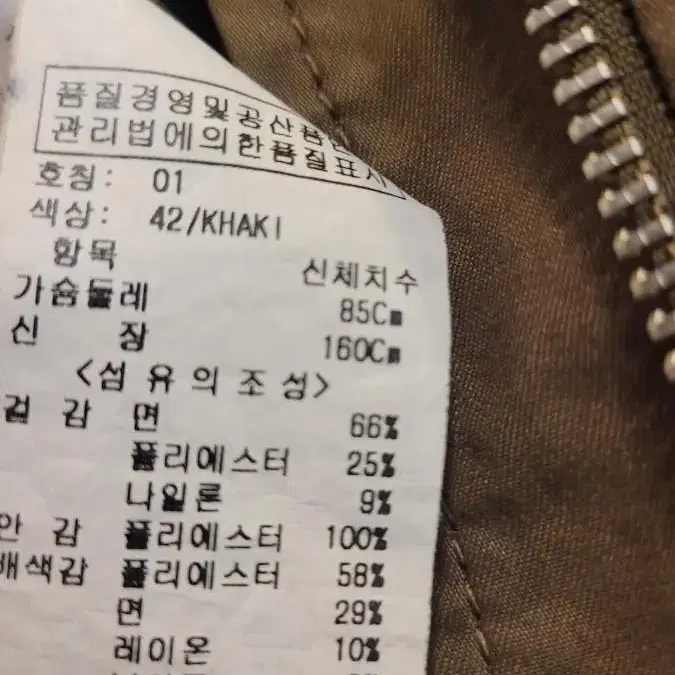 품질경영및공산품안
관리법에의한품질표시
호칭: 01
색상: 42/KHAKI
항목 신체치수
가슴둘레 85Cm
신 장 160Cm
<섬 유 의 조 성>
겉 감 면 66%
폴리에스터 25%
나일론 9%
안 감 폴리에스터 100%
배색감 폴리에스터 58%
면 29%
레이온 10%